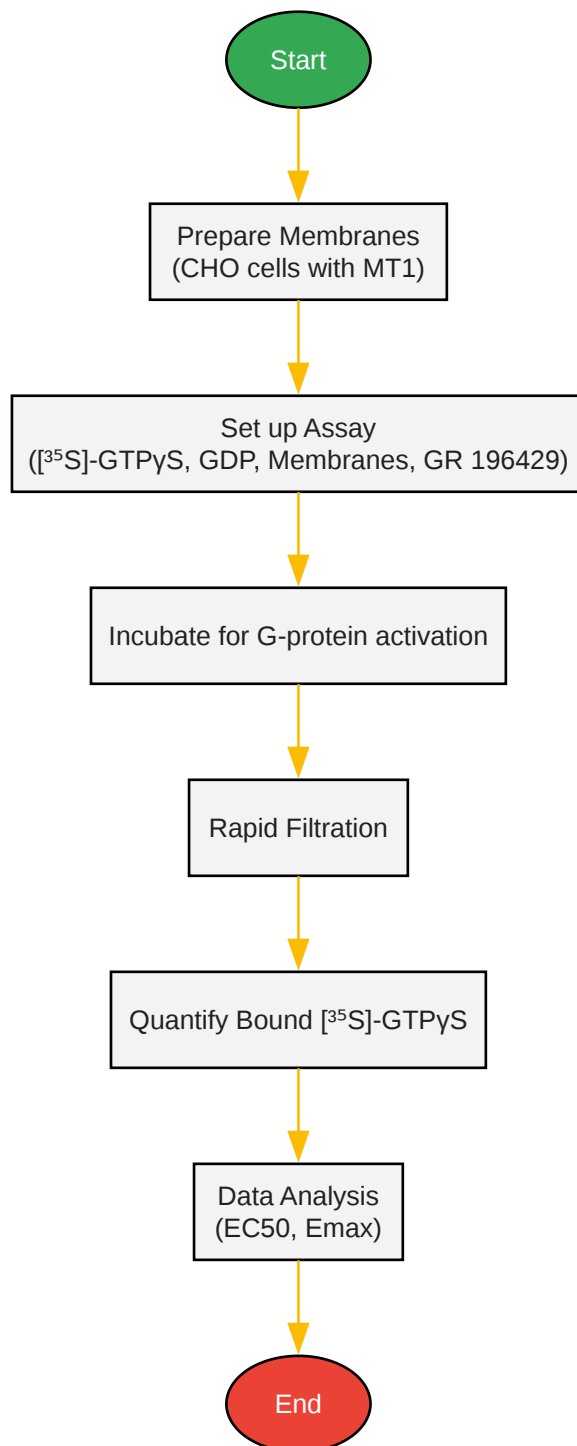 Start
Prepare Membranes
(CHO cells with MT1)
Set up Assay
([³⁵S]-GTPγS, GDP, Membranes, GR 196429)
Incubate for G-protein activation
Rapid Filtration
Quantify Bound [³⁵S]-GTPγS
Data Analysis
(EC50, Emax)
End